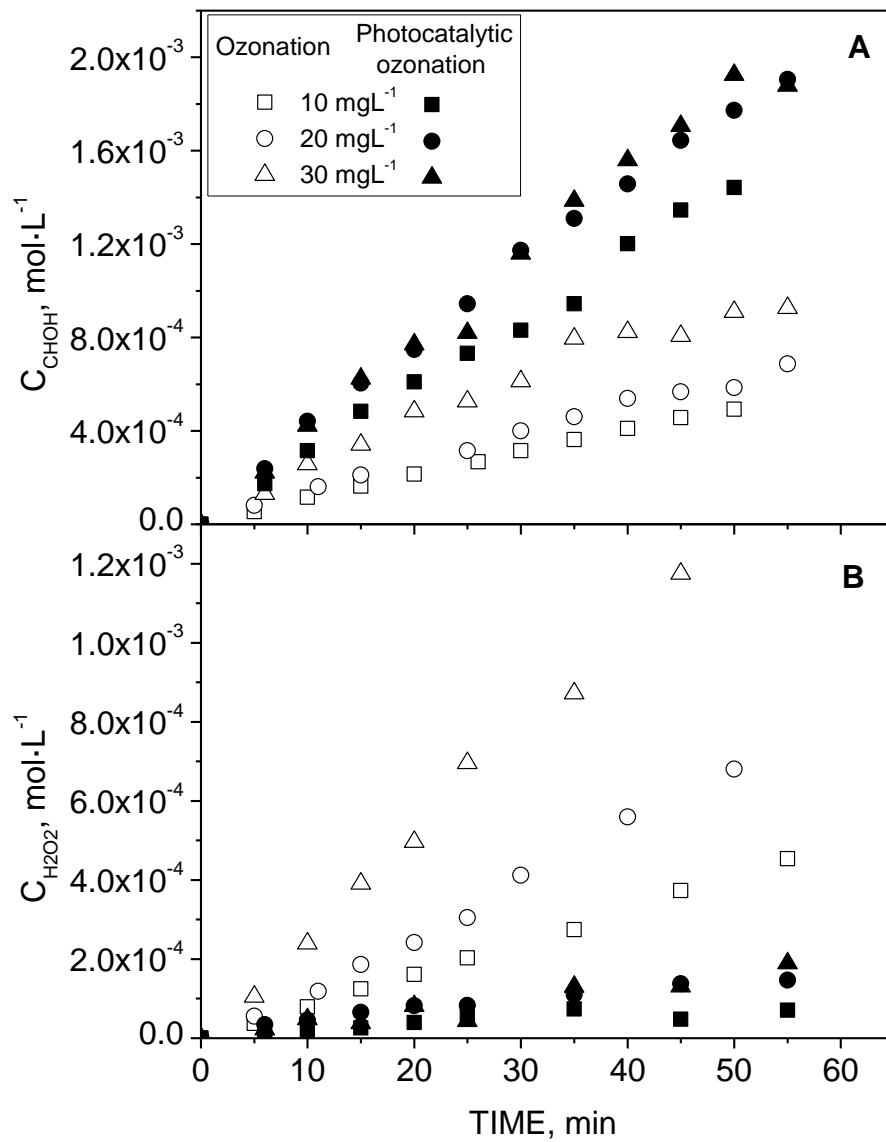 Ozonation Photocatalytic ozonation
10 mgL⁻¹
20 mgL⁻¹
30 mgL⁻¹
A
2.0x10⁻³
1.6x10⁻³
1.2x10⁻³
8.0x10⁻⁴
4.0x10⁻⁴
0.0
C_CHOH, mol·L⁻¹
B
1.2x10⁻³
1.0x10⁻³
8.0x10⁻⁴
6.0x10⁻⁴
4.0x10⁻⁴
2.0x10⁻⁴
0.0
C_H2O2, mol·L⁻¹
0 10 20 30 40 50 60
TIME, min